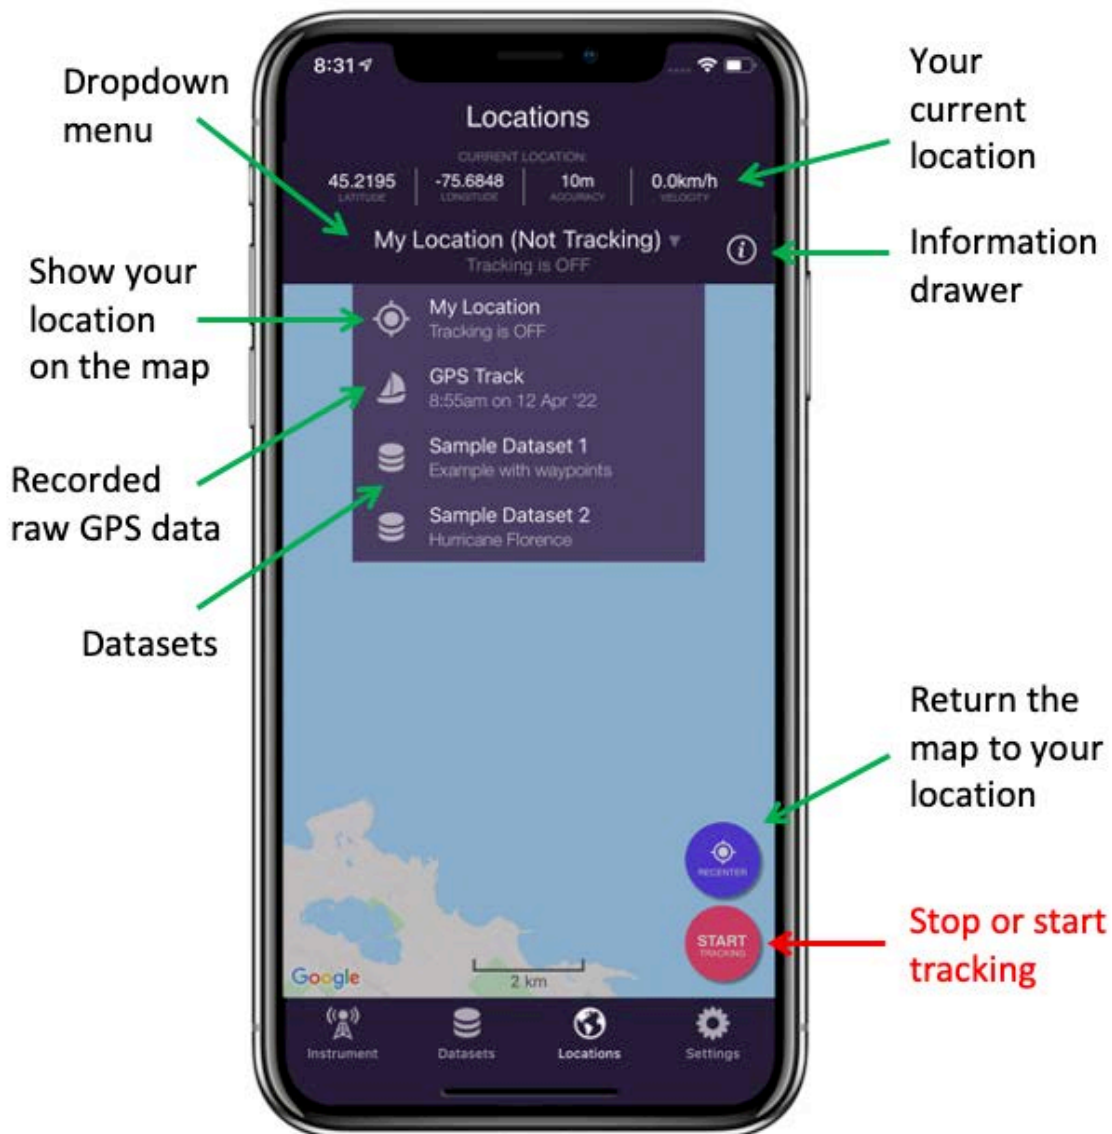 Dropdown
menu
Show your
location
on the map
Recorded
raw GPS data
Datasets
8:31
Locations
CURRENT LOCATION:
45.2195 -75.6848 10m 0.0km/h
LATITUDE LONGITUDE ACCURACY VELOCITY
My Location (Not Tracking)
Tracking is OFF
i
My Location
Tracking is OFF
GPS Track
8:55am on 12 Apr '22
Sample Dataset 1
Example with waypoints
Sample Dataset 2
Hurricane Florence
RECENTER
START
TRACKING
Google
2 km
Instrument Datasets Locations Settings
Your
current
location
Information
drawer
Return the
map to your
location
Stop or start
tracking